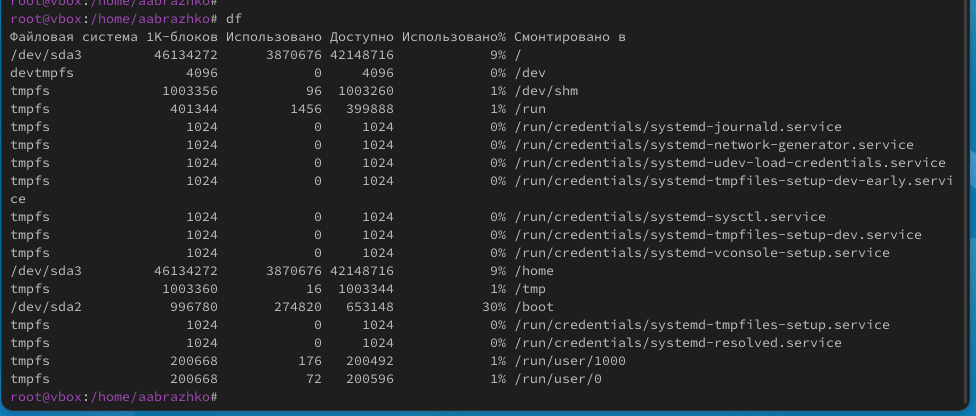 root@vbox:/home/aabrazhko#
root@vbox:/home/aabrazhko# df
Файловая система 1K-блоков Использовано Доступно Использовано% Смонтировано в
/dev/sda3         46134272      3870676 42148716            9% /
devtmpfs              4096            0     4096            0% /dev
tmpfs              1003356           96  1003260            1% /dev/shm
tmpfs               401344         1456   399888            1% /run
tmpfs                 1024            0     1024            0% /run/credentials/systemd-journald.service
tmpfs                 1024            0     1024            0% /run/credentials/systemd-network-generator.service
tmpfs                 1024            0     1024            0% /run/credentials/systemd-udev-load-credentials.service
tmpfs                 1024            0     1024            0% /run/credentials/systemd-tmpfiles-setup-dev-early.servi
ce
tmpfs                 1024            0     1024            0% /run/credentials/systemd-sysctl.service
tmpfs                 1024            0     1024            0% /run/credentials/systemd-tmpfiles-setup-dev.service
tmpfs                 1024            0     1024            0% /run/credentials/systemd-vconsole-setup.service
/dev/sda3         46134272      3870676 42148716            9% /home
tmpfs              1003360           16  1003344            1% /tmp
/dev/sda2           996780       274820   653148           30% /boot
tmpfs                 1024            0     1024            0% /run/credentials/systemd-tmpfiles-setup.service
tmpfs                 1024            0     1024            0% /run/credentials/systemd-resolved.service
tmpfs               200668          176   200492            1% /run/user/1000
tmpfs               200668           72   200596            1% /run/user/0
root@vbox:/home/aabrazhko#